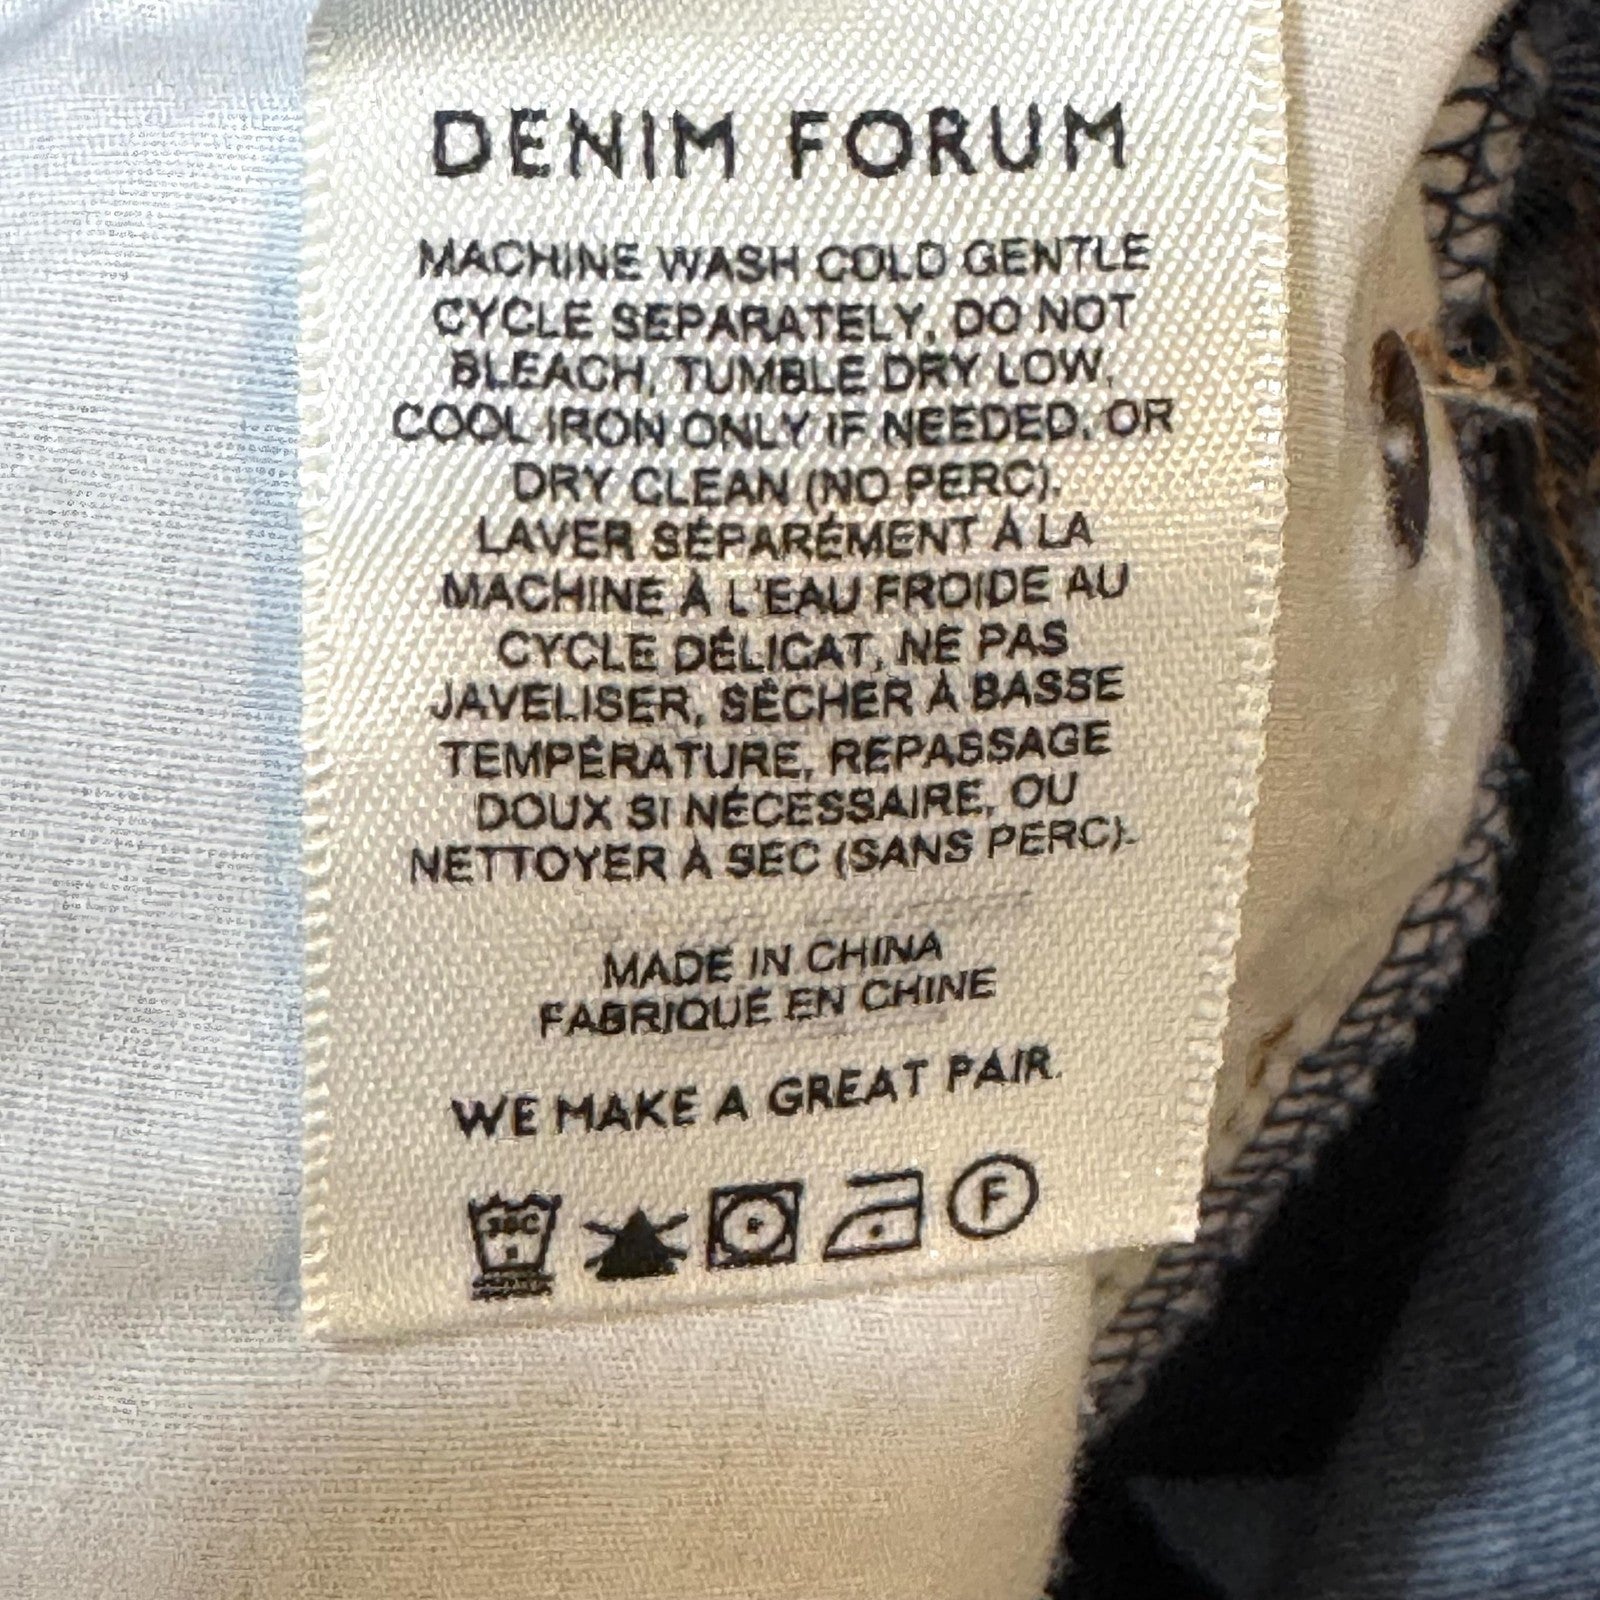 DENIM FORUM
MACHINE WASH COLD GENTLE
CYCLE SEPARATELY, DO NOT
BLEACH, TUMBLE DRY LOW,
COOL IRON ONLY IF NEEDED, OR
DRY CLEAN (NO PERC).
LAVER SÉPARÉMENT À LA
MACHINE À L'EAU FROIDE AU
CYCLE DÉLICAT, NE PAS
JAVELISER, SÉCHER À BASSE
TEMPÉRATURE, REPASSAGE
DOUX SI NÉCESSAIRE, OU
NETTOYER À SEC (SANS PERC).
MADE IN CHINA
FABRIQUÉ EN CHINE
WE MAKE A GREAT PAIR.
30C F